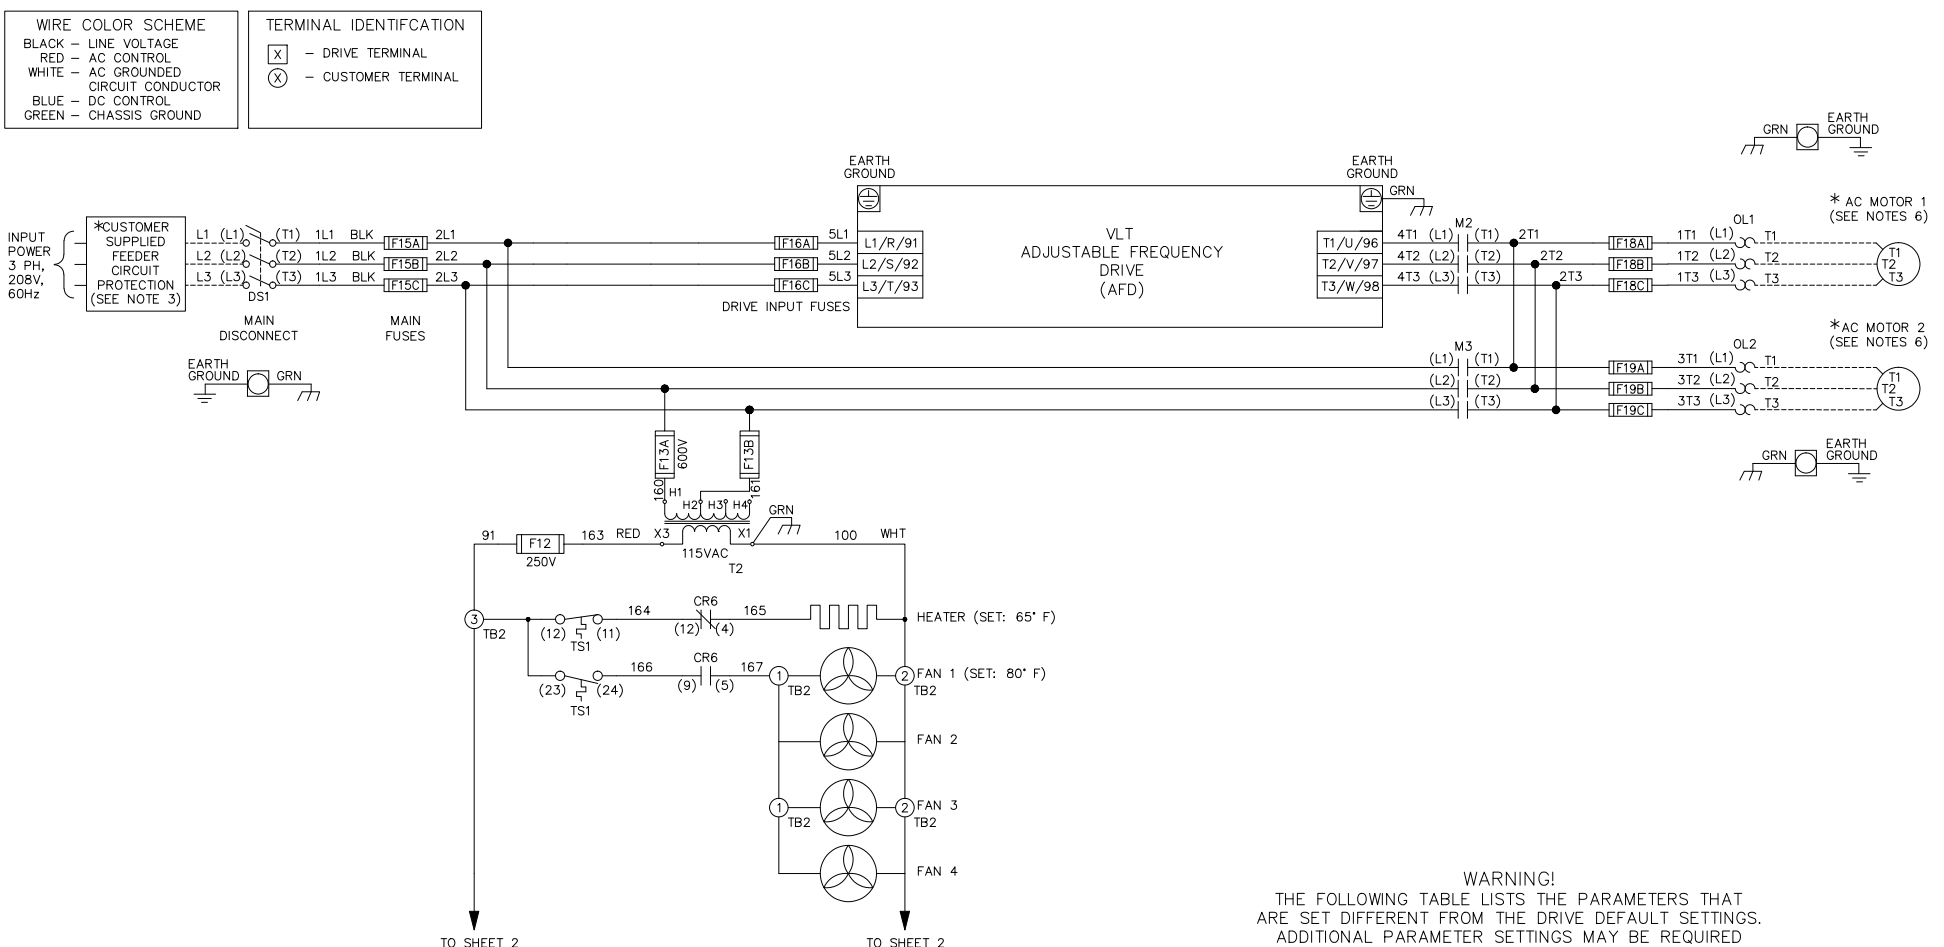 WIRE COLOR SCHEME
BLACK – LINE VOLTAGE
RED – AC CONTROL
WHITE – AC GROUNDED
CIRCUIT CONDUCTOR
BLUE – DC CONTROL
GREEN – CHASSIS GROUND
TERMINAL IDENTIFCATION
X – DRIVE TERMINAL
X – CUSTOMER TERMINAL
GRN
EARTH
GROUND
EARTH
GROUND
EARTH
GROUND
GRN
* AC MOTOR 1
(SEE NOTES 6)
INPUT
POWER
3 PH,
208V,
60Hz
*CUSTOMER
SUPPLIED
FEEDER
CIRCUIT
PROTECTION
(SEE NOTE 3)
L1 (L1) (T1) 1L1 BLK F15A 2L1
L2 (L2) (T2) 1L2 BLK F15B 2L2
L3 (L3) (T3) 1L3 BLK F15C 2L3
DS1
MAIN
DISCONNECT
MAIN
FUSES
F16A 5L1 L1/R/91
F16B 5L2 L2/S/92
F16C 5L3 L3/T/93
DRIVE INPUT FUSES
VLT
ADJUSTABLE FREQUENCY
DRIVE
(AFD)
M2
OL1
T1/U/96 4T1 (L1) (T1) 2T1 F18A 1T1 (L1) T1
T2/V/97 4T2 (L2) (T2) 2T2 F18B 1T2 (L2) T2
T3/W/98 4T3 (L3) (T3) 2T3 F18C 1T3 (L3) T3
T1
T2
T3
* AC MOTOR 2
(SEE NOTES 6)
EARTH
GROUND
GRN
M3
OL2
(L1) (T1) F19A 3T1 (L1) T1
(L2) (T2) F19B 3T2 (L2) T2
(L3) (T3) F19C 3T3 (L3) T3
T1
T2
T3
GRN
EARTH
GROUND
F13A
600V
F13B
160
161
H1
H2
H3
H4
GRN
91 F12 163 RED X3 X1 100 WHT
250V
115VAC
T2
3
TB2
164 CR6 165
(12) (11) (12) (4)
TS1
HEATER (SET: 65° F)
166 CR6 167
(23) (24) (9) (5)
TS1
1
TB2
2
TB2
FAN 1 (SET: 80° F)
FAN 2
1
TB2
2
TB2
FAN 3
FAN 4
TO SHEET 2
TO SHEET 2
WARNING!
THE FOLLOWING TABLE LISTS THE PARAMETERS THAT
ARE SET DIFFERENT FROM THE DRIVE DEFAULT SETTINGS.
ADDITIONAL PARAMETER SETTINGS MAY BE REQUIRED